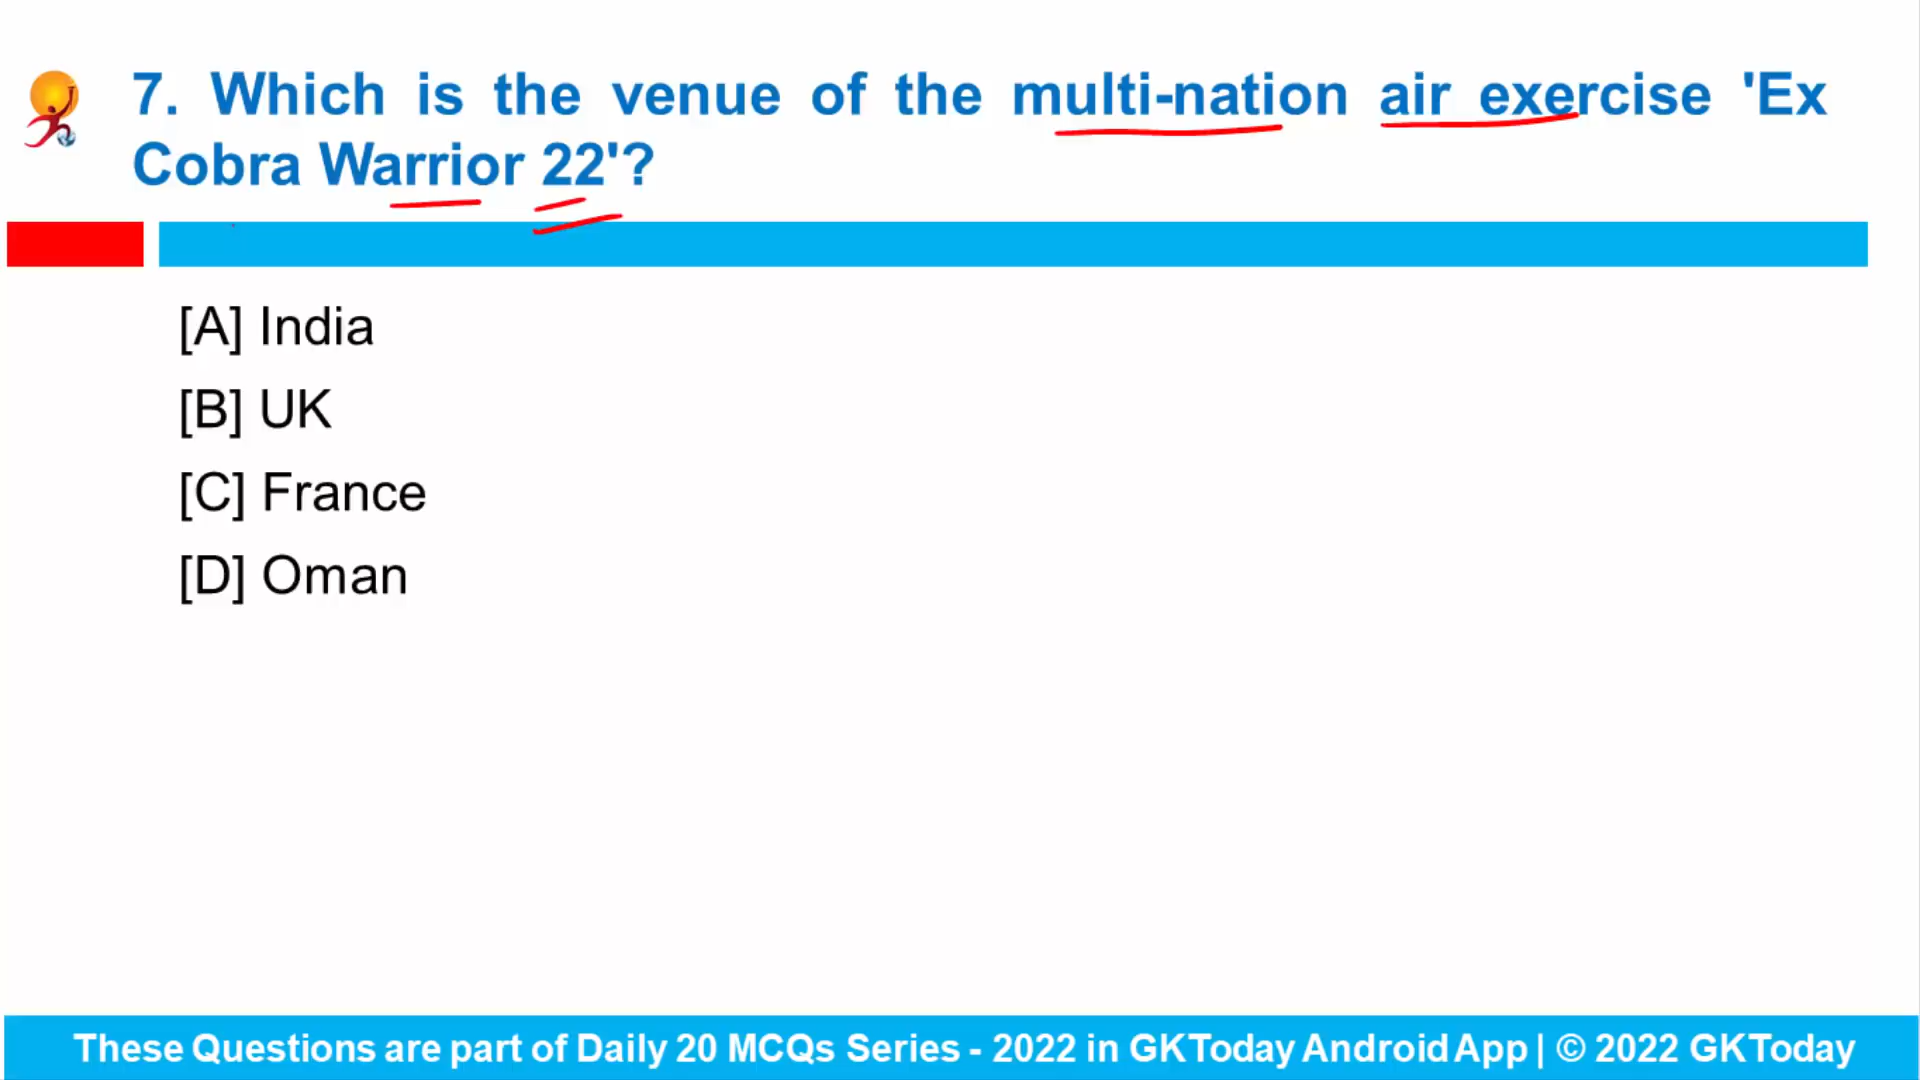 7. Which is the venue of the multi-nation air exercise 'Ex
Cobra Warrior 22'?
[A] India
[B] UK
[C] France
[D] Oman
These Questions are part of Daily 20 MCQs Series - 2022 in GKToday Android App | © 2022 GKToday